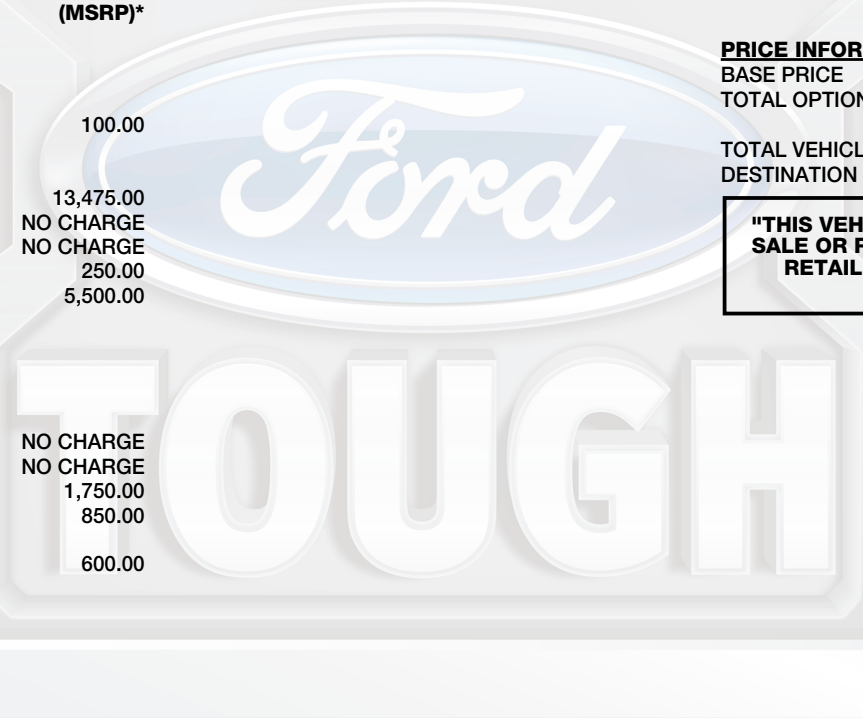 (MSRP)*
100.00
13,475.00
NO CHARGE
NO CHARGE
250.00
5,500.00
NO CHARGE
NO CHARGE
1,750.00
850.00
600.00
PRICE INFOR
BASE PRICE
TOTAL OPTION
TOTAL VEHICL
DESTINATION
"THIS VEH
SALE OR F
RETAIL
Ford
TOUGH